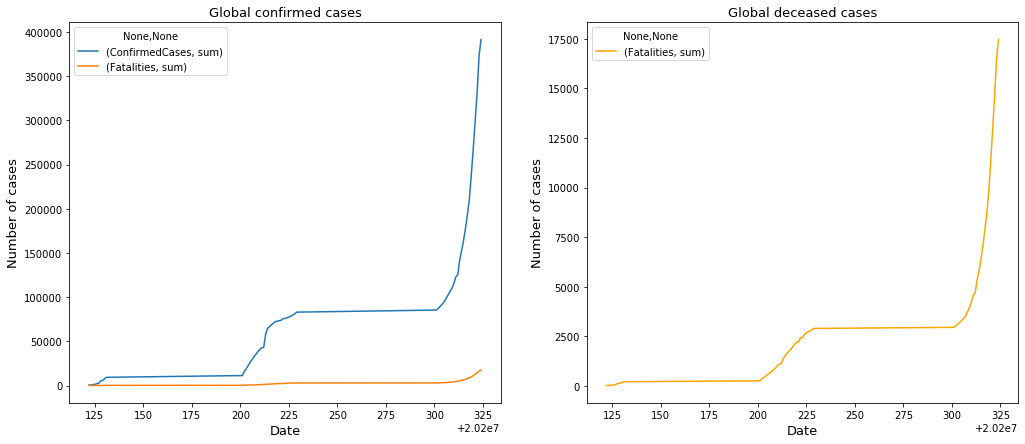 Global confirmed cases
None,None
(ConfirmedCases, sum)
(Fatalities, sum)
Number of cases
400000
350000
300000
250000
200000
150000
100000
50000
0
125 150 175 200 225 250 275 300 325
+2.02e7
Date
Global deceased cases
None,None
(Fatalities, sum)
Number of cases
17500
15000
12500
10000
7500
5000
2500
0
125 150 175 200 225 250 275 300 325
+2.02e7
Date